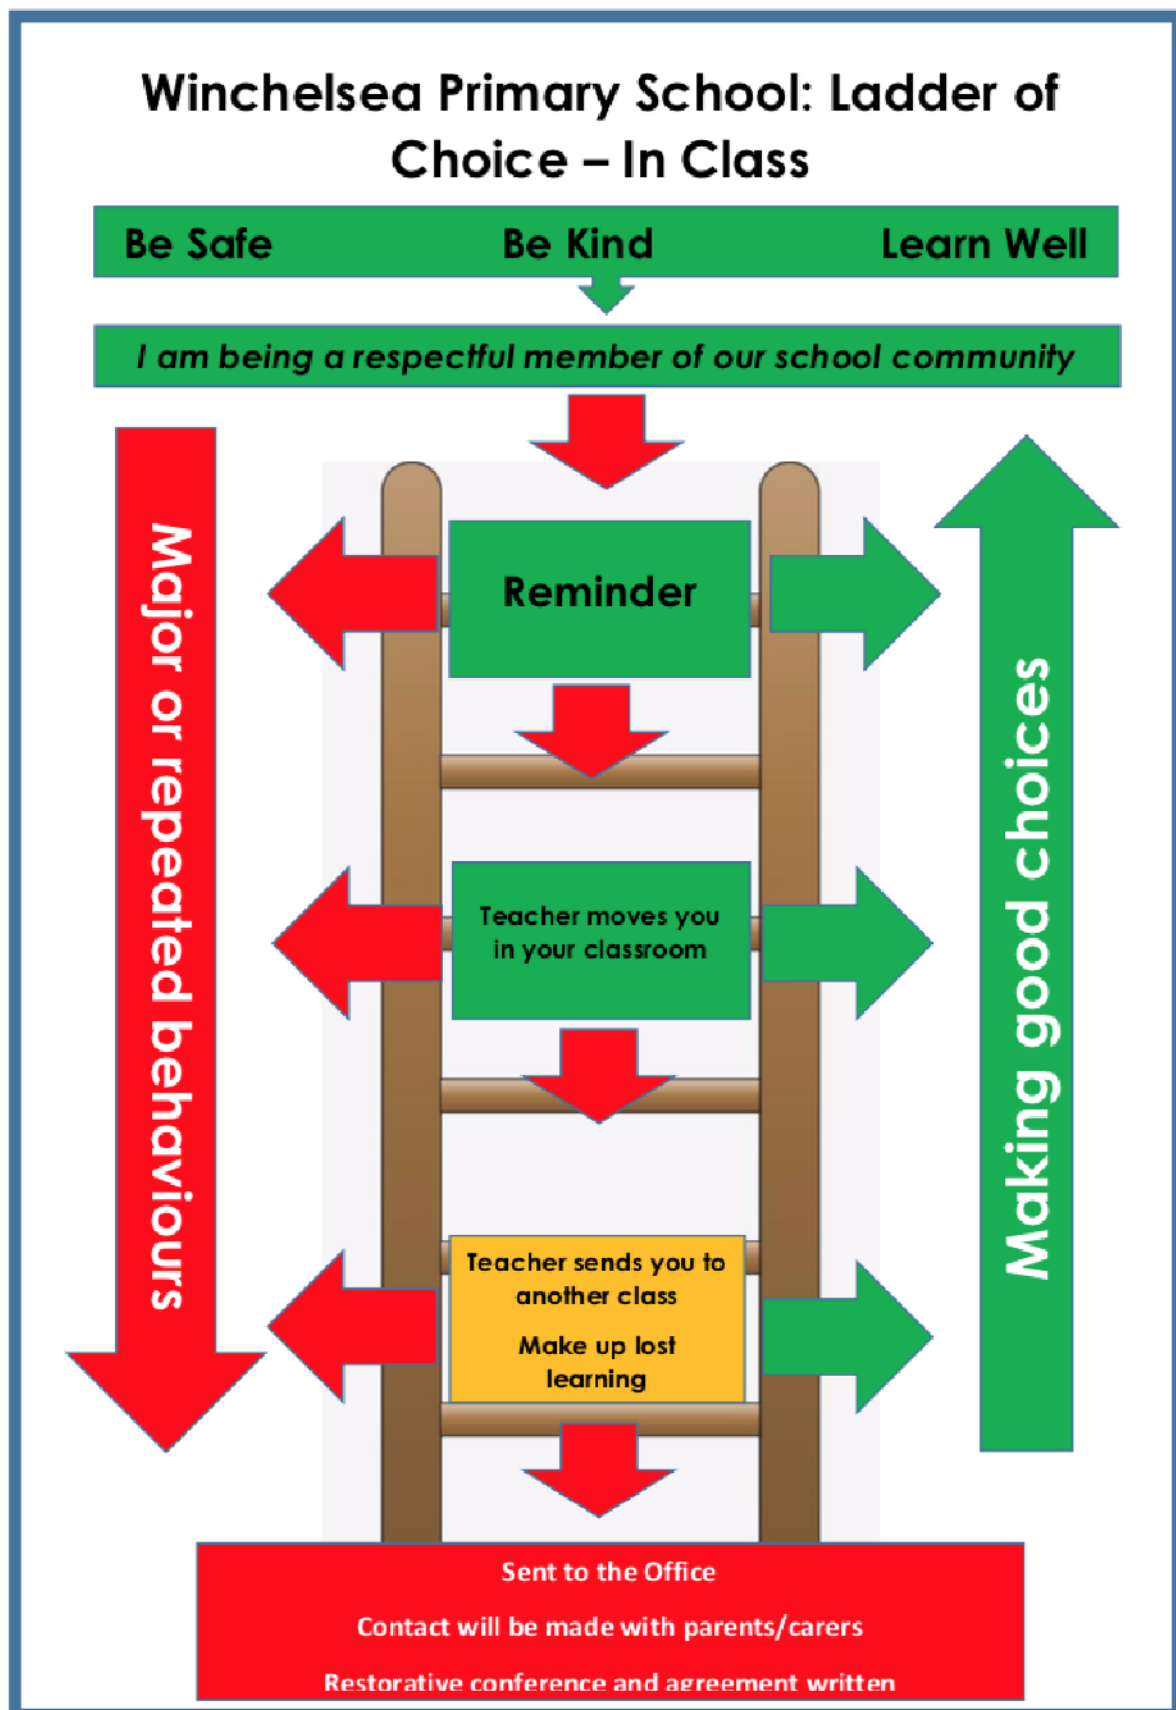 Winchelsea Primary School: Ladder of
Choice – In Class
Be Safe Be Kind Learn Well
I am being a respectful member of our school community
Major or repeated behaviours
Reminder
Teacher moves you
in your classroom
Teacher sends you to
another class
Make up lost
learning
Making good choices
Sent to the Office
Contact will be made with parents/carers
Restorative conference and agreement written